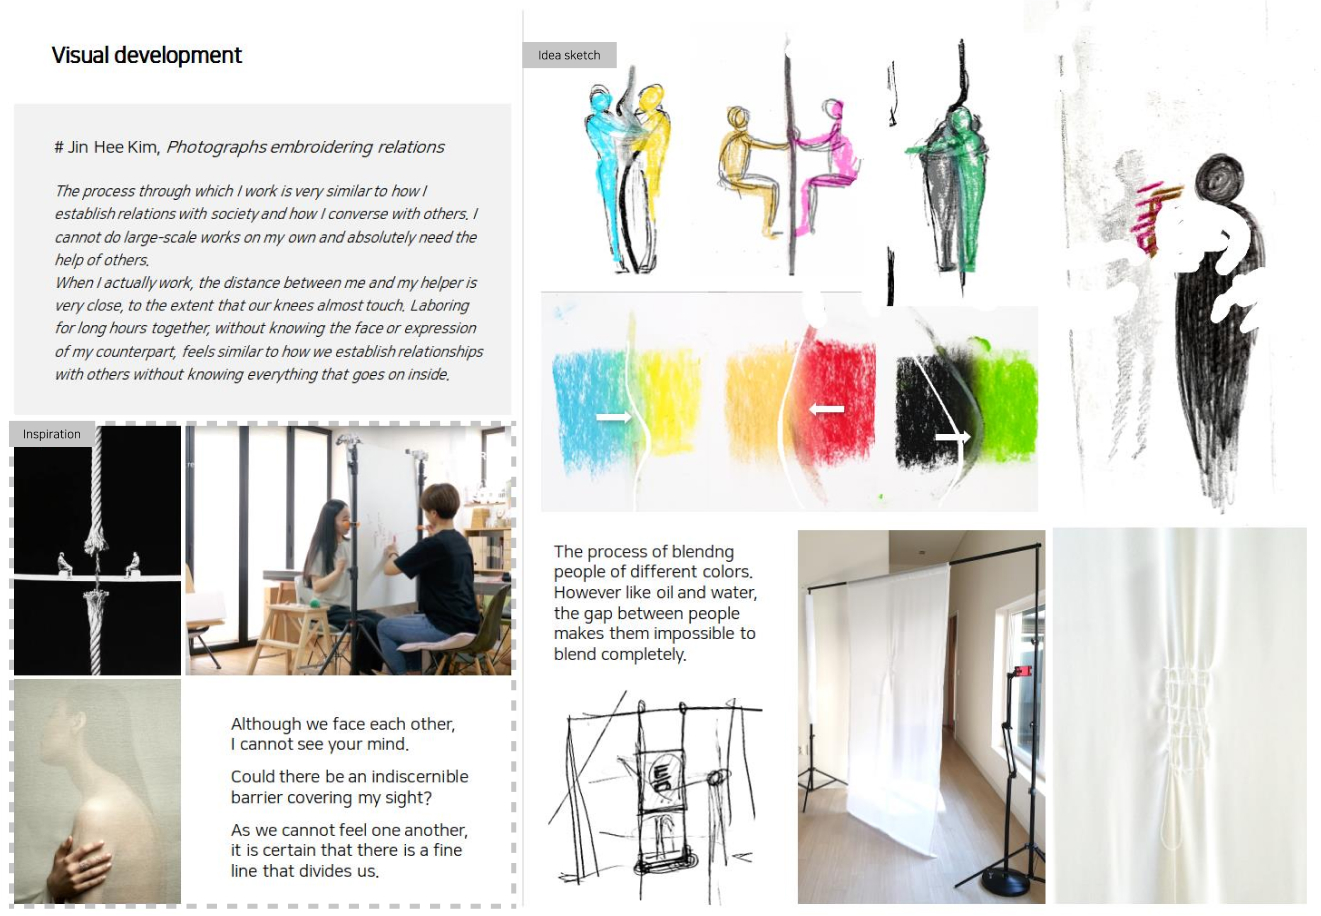 Visual development
# Jin Hee Kim, Photographs embroidering relations
The process through which I work is very similar to how I
establish relations with society and how I converse with others. I
cannot do large-scale works on my own and absolutely need the
help of others.
When I actually work, the distance between me and my helper is
very close, to the extent that our knees almost touch. Laboring
for long hours together, without knowing the face or expression
of my counterpart, feels similar to how we establish relationships
with others without knowing everything that goes on inside.
Inspiration
Although we face each other,
I cannot see your mind.
Could there be an indiscernible
barrier covering my sight?
As we cannot feel one another,
it is certain that there is a fine
line that divides us.
Idea sketch
The process of blendng
people of different colors.
However like oil and water,
the gap between people
makes them impossible to
blend completely.